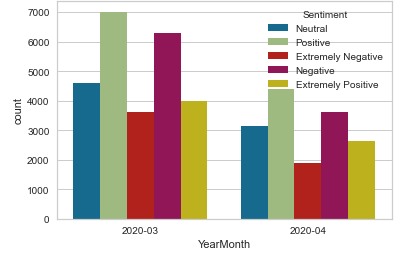 7000
6000
5000
4000
3000
2000
1000
0
count
Sentiment
Neutral
Positive
Extremely Negative
Negative
Extremely Positive
2020-03
2020-04
YearMonth